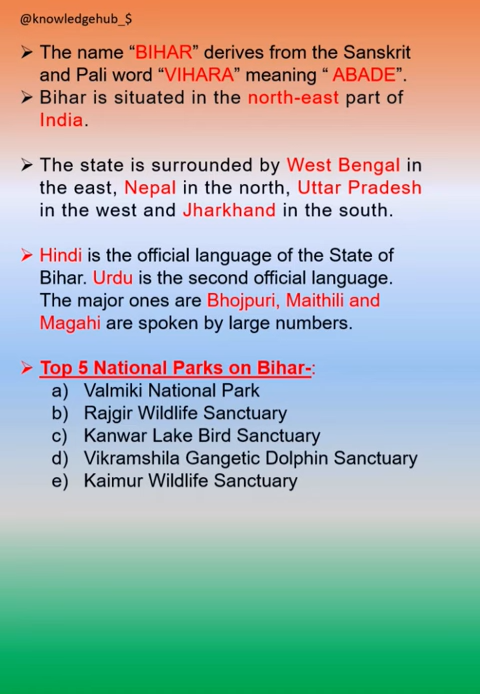 @knowledgehub_$
➢ The name “BIHAR” derives from the Sanskrit
and Pali word “VIHARA” meaning “ ABADE”.
➢ Bihar is situated in the north-east part of
India.
➢ The state is surrounded by West Bengal in
the east, Nepal in the north, Uttar Pradesh
in the west and Jharkhand in the south.
➢ Hindi is the official language of the State of
Bihar. Urdu is the second official language.
The major ones are Bhojpuri, Maithili and
Magahi are spoken by large numbers.
➢ Top 5 National Parks on Bihar-:
a) Valmiki National Park
b) Rajgir Wildlife Sanctuary
c) Kanwar Lake Bird Sanctuary
d) Vikramshila Gangetic Dolphin Sanctuary
e) Kaimur Wildlife Sanctuary